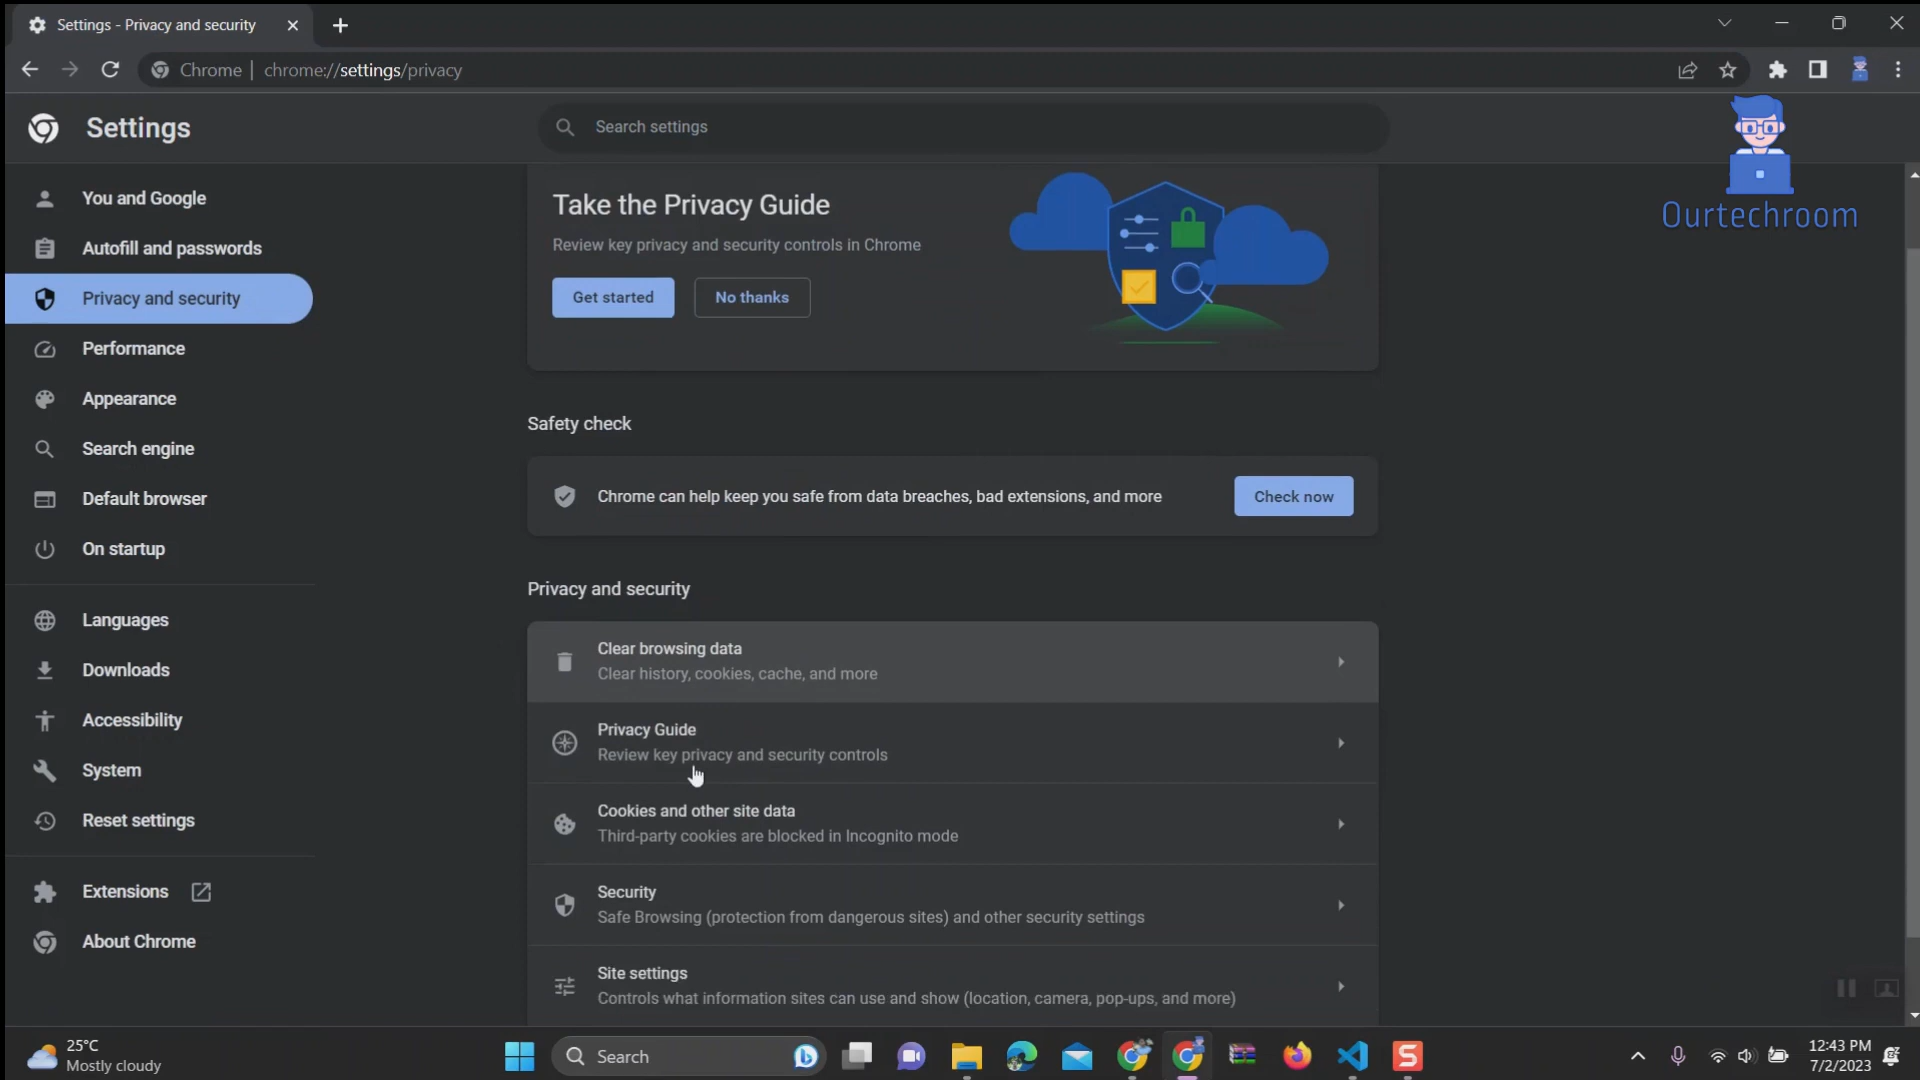 Settings - Privacy and security
Chrome
chrome://settings/privacy
Settings
Search settings
Ourtechroom
You and Google
Autofill and passwords
Privacy and security
Performance
Appearance
Search engine
Default browser
On startup
Languages
Downloads
Accessibility
System
Reset settings
Extensions
About Chrome
Take the Privacy Guide
Review key privacy and security controls in Chrome
Get started
No thanks
Safety check
Chrome can help keep you safe from data breaches, bad extensions, and more
Check now
Privacy and security
Clear browsing data
Clear history, cookies, cache, and more
Privacy Guide
Review key privacy and security controls
Cookies and other site data
Third-party cookies are blocked in Incognito mode
Security
Safe Browsing (protection from dangerous sites) and other security settings
Site settings
Controls what information sites can use and show (location, camera, pop-ups, and more)
25°C
Mostly cloudy
Search
12:43 PM
7/2/2023